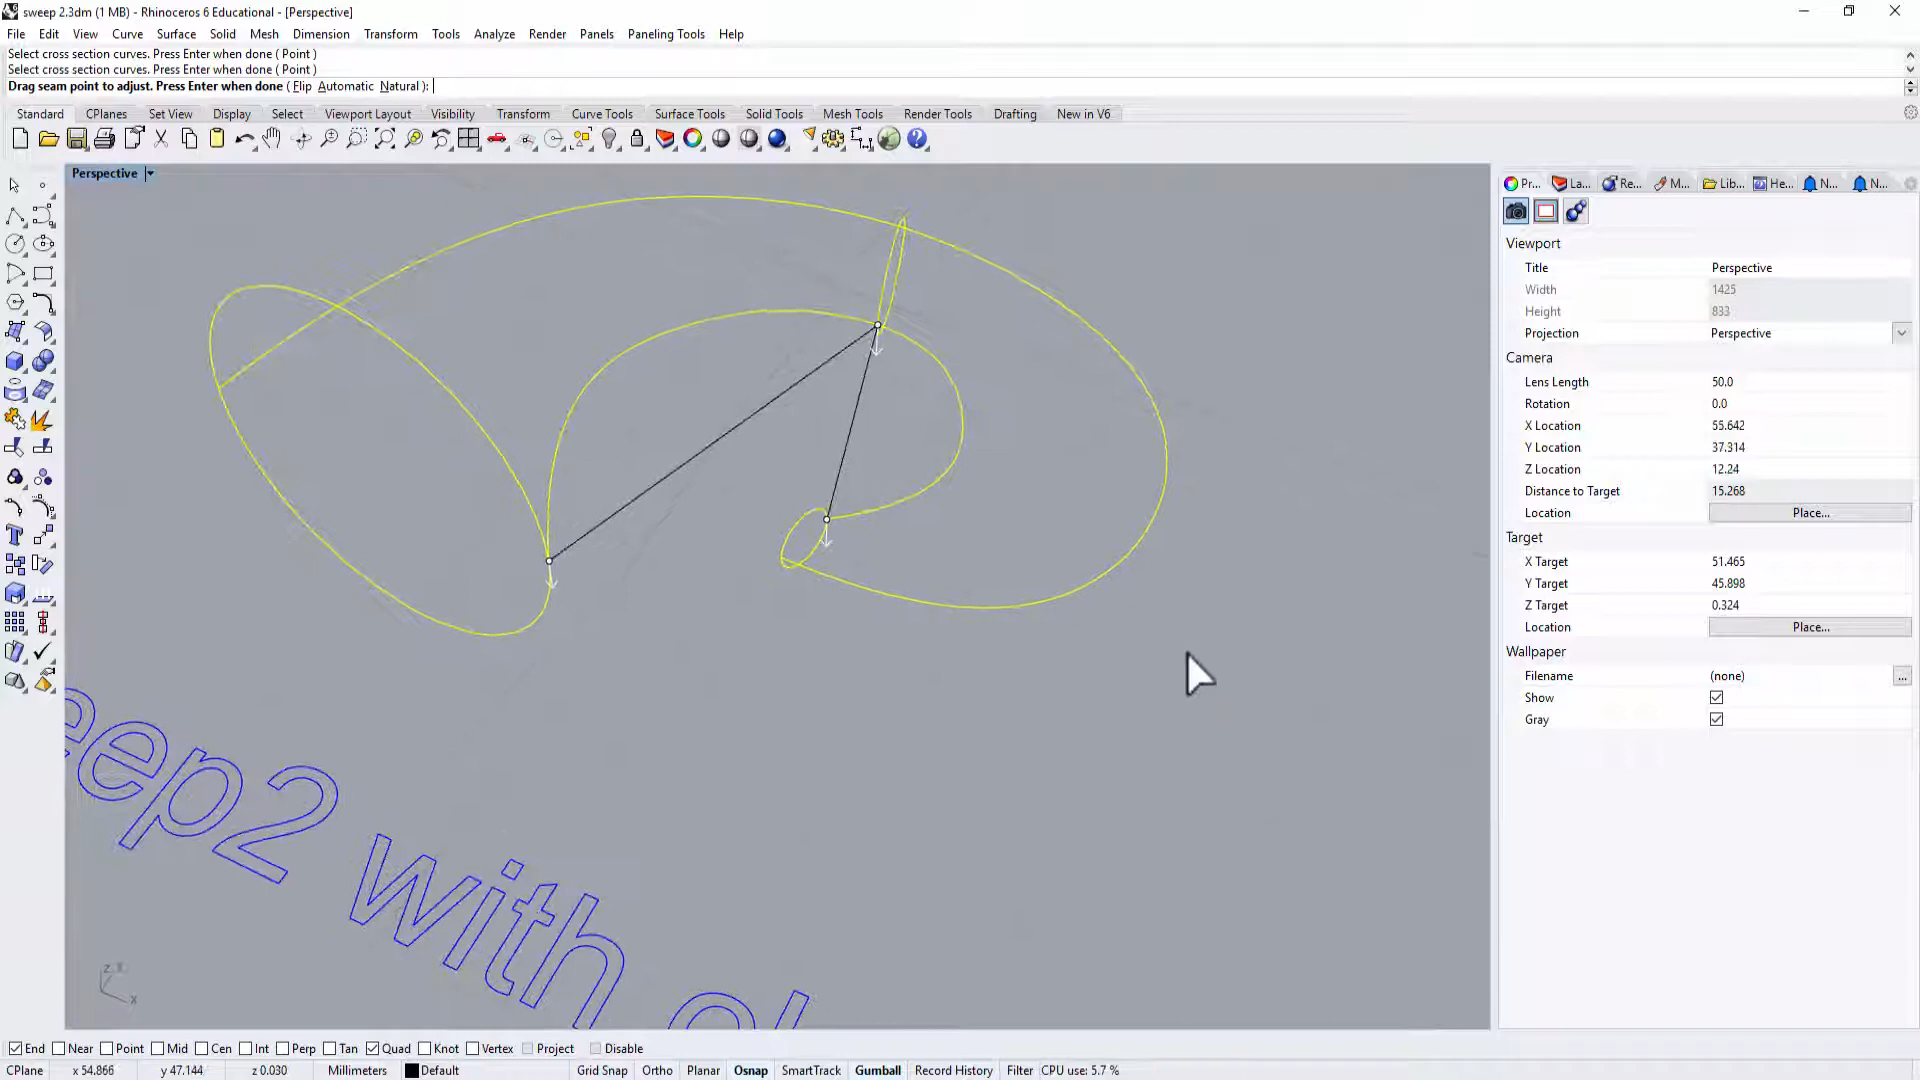 sweep 2.3dm (1 MB) - Rhinoceros 6 Educational - [Perspective]
File Edit View Curve Surface Solid Mesh Dimension Transform Tools Analyze Render Panels Paneling Tools Help
Select cross section curves. Press Enter when done ( Point )
Select cross section curves. Press Enter when done ( Point )
Drag seam point to adjust. Press Enter when done ( Flip Automatic Natural ):
Standard CPlanes Set View Display Select Viewport Layout Visibility Transform Curve Tools Surface Tools Solid Tools Mesh Tools Render Tools Drafting New in V6
Perspective
Pr... La... Re... M... Lib... He... N... N...
Viewport
Title Perspective
Width 1425
Height 833
Projection Perspective
Camera
Lens Length 50.0
Rotation 0.0
X Location 55.642
Y Location 37.314
Z Location 12.24
Distance to Target 15.268
Location Place...
Target
X Target 51.465
Y Target 45.898
Z Target 0.324
Location Place...
Wallpaper
Filename (none) ...
Show
Gray
eep2 with
z y x
End Near Point Mid Cen Int Perp Tan Quad Knot Vertex Project Disable
CPlane x 54.866 y 47.144 z 0.030 Millimeters Default Grid Snap Ortho Planar Osnap SmartTrack Gumball Record History Filter CPU use: 5.7 %